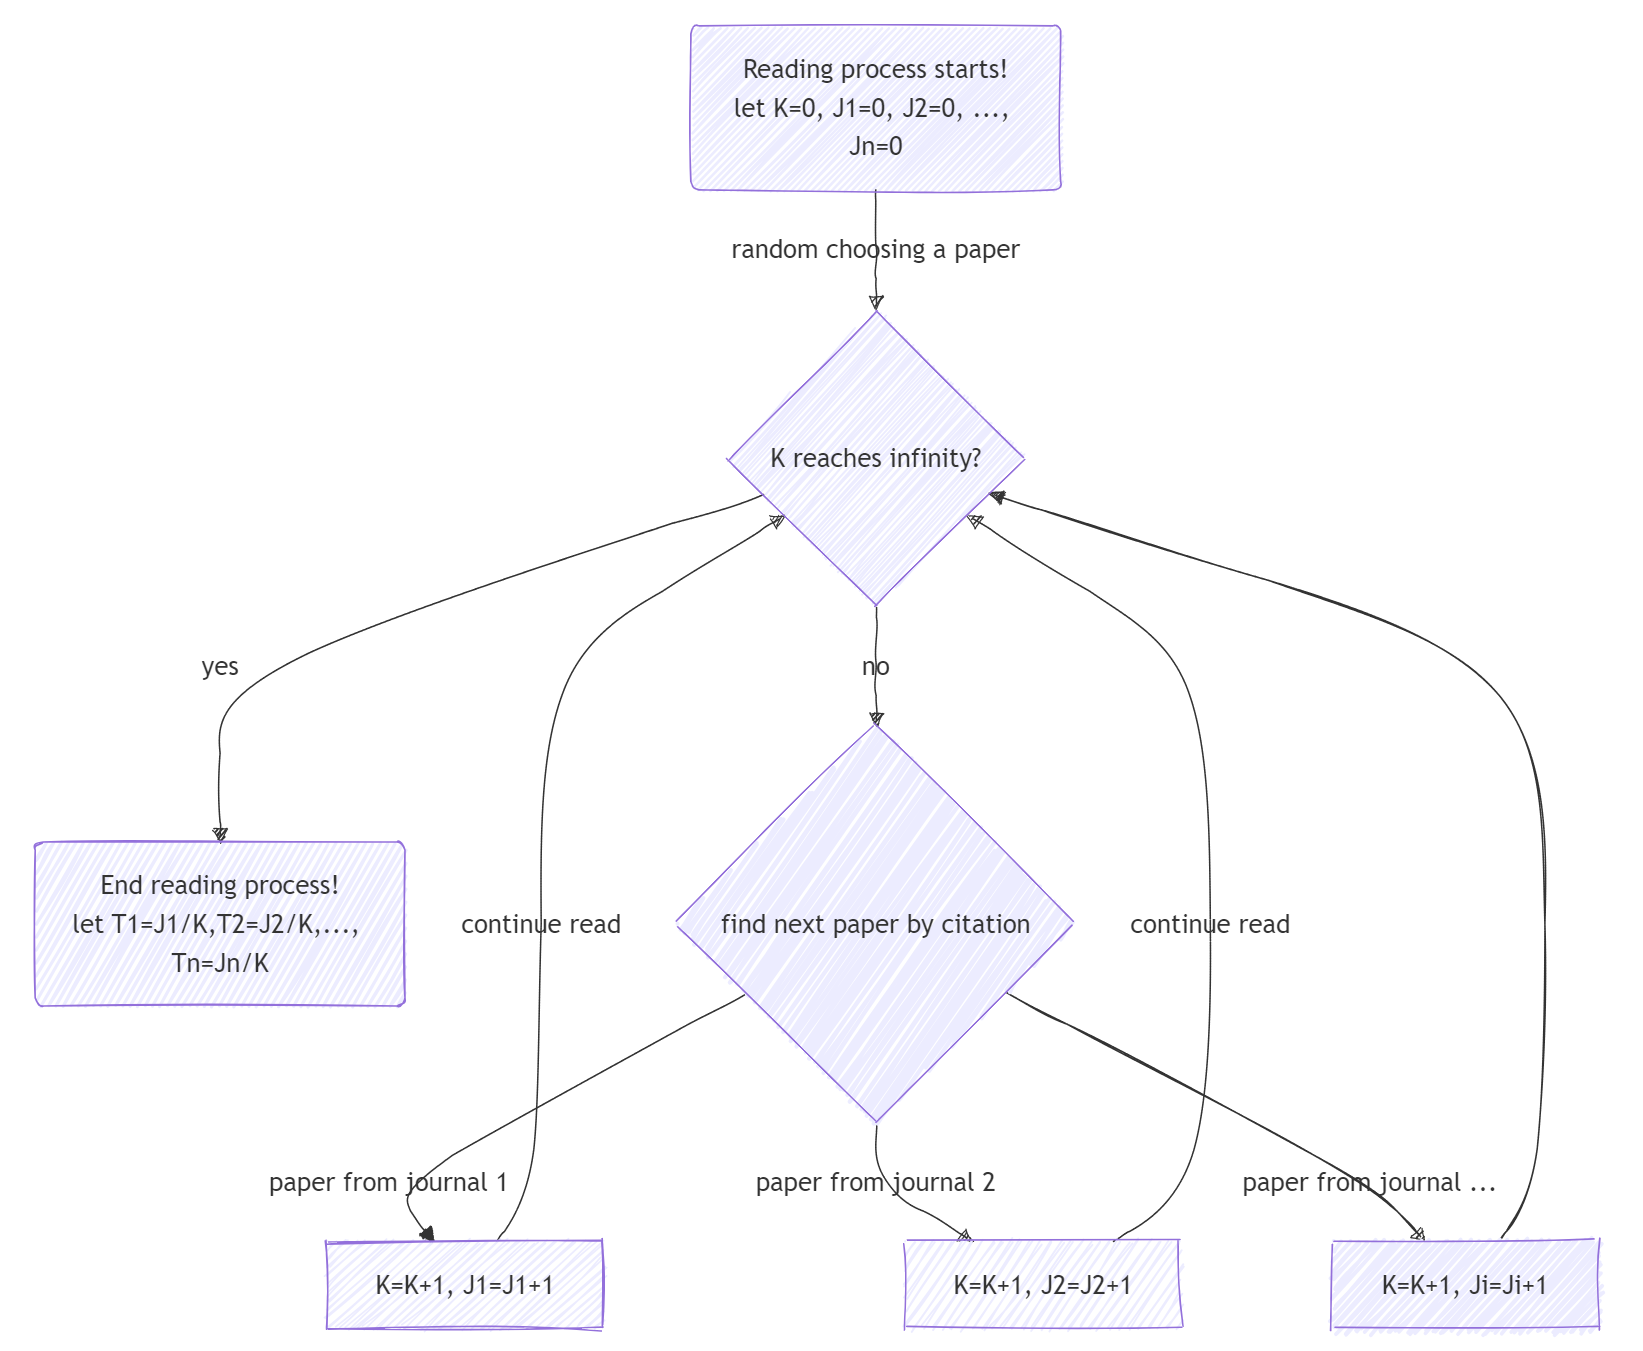 Reading process starts!
let K=0, J1=0, J2=0, ...,
Jn=0
random choosing a paper
K reaches infinity?
yes
no
End reading process!
let T1=J1/K,T2=J2/K,...,
Tn=Jn/K
continue read
find next paper by citation
continue read
paper from journal 1
paper from journal 2
paper from journal ...
K=K+1, J1=J1+1
K=K+1, J2=J2+1
K=K+1, Ji=Ji+1